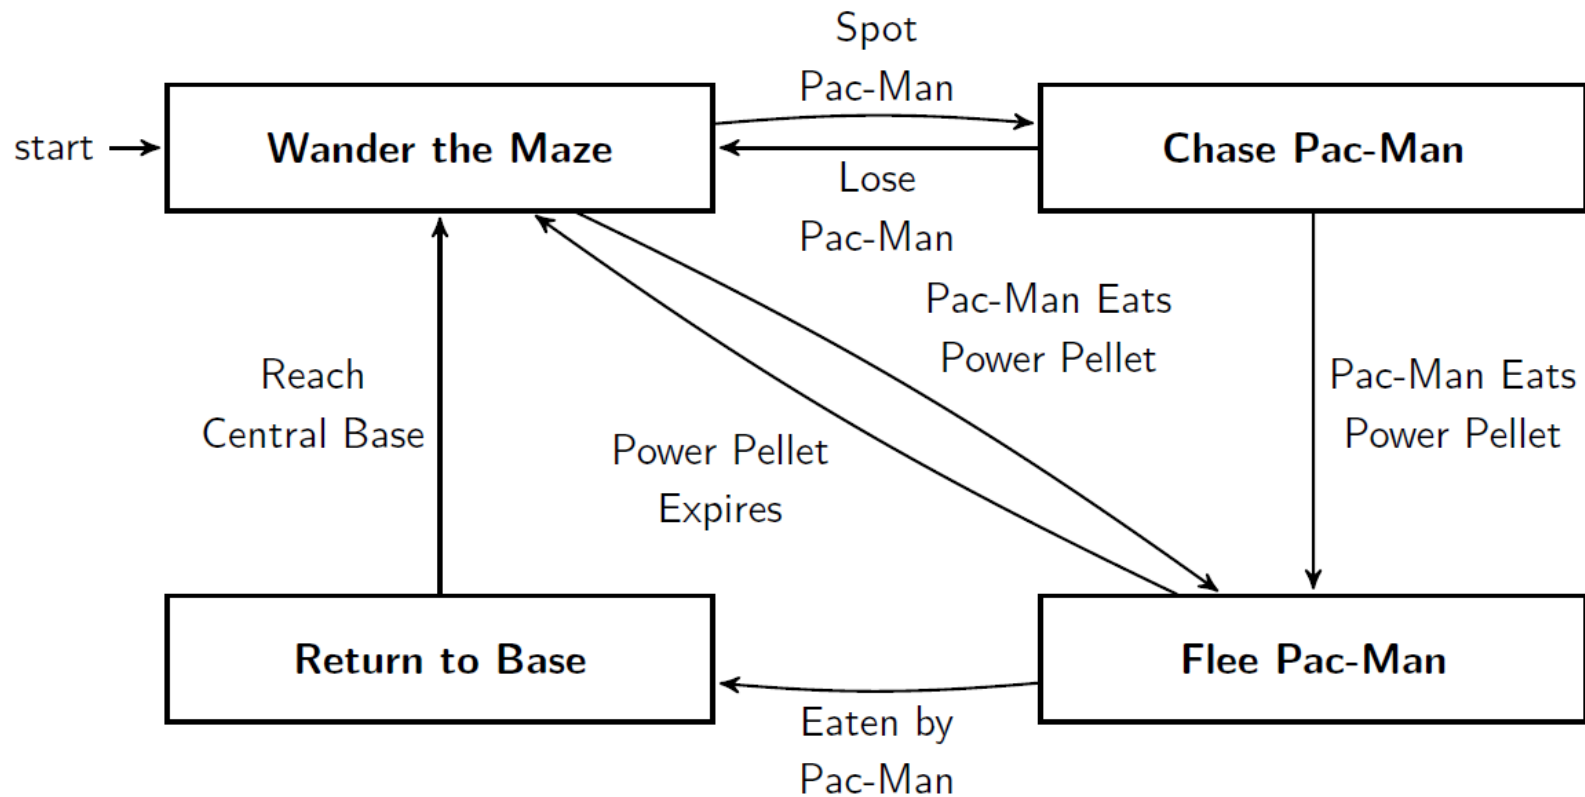 Spot
Pac-Man
start
Wander the Maze
Chase Pac-Man
Lose
Pac-Man
Pac-Man Eats
Power Pellet
Reach
Central Base
Pac-Man Eats
Power Pellet
Power Pellet
Expires
Return to Base
Flee Pac-Man
Eaten by
Pac-Man